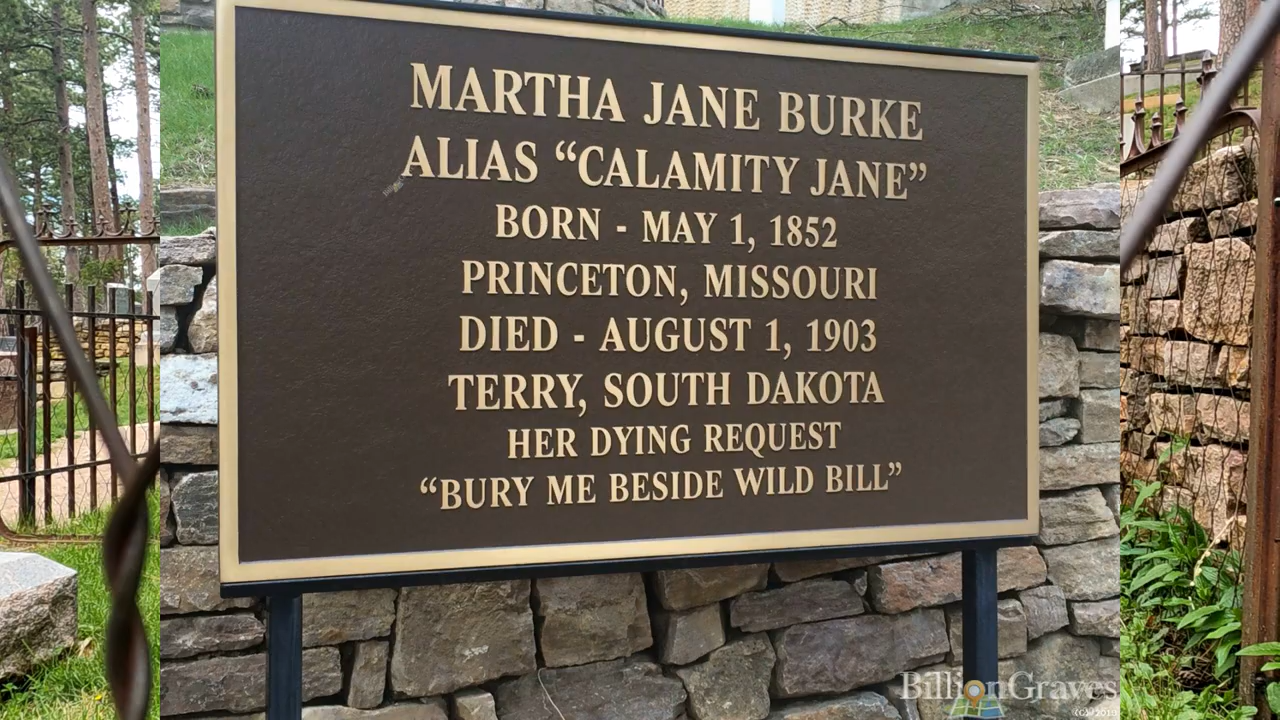 MARTHA JANE BURKE
ALIAS “CALAMITY JANE”
BORN - MAY 1, 1852
PRINCETON, MISSOURI
DIED - AUGUST 1, 1903
TERRY, SOUTH DAKOTA
HER DYING REQUEST
“BURY ME BESIDE WILD BILL”
BillionGraves